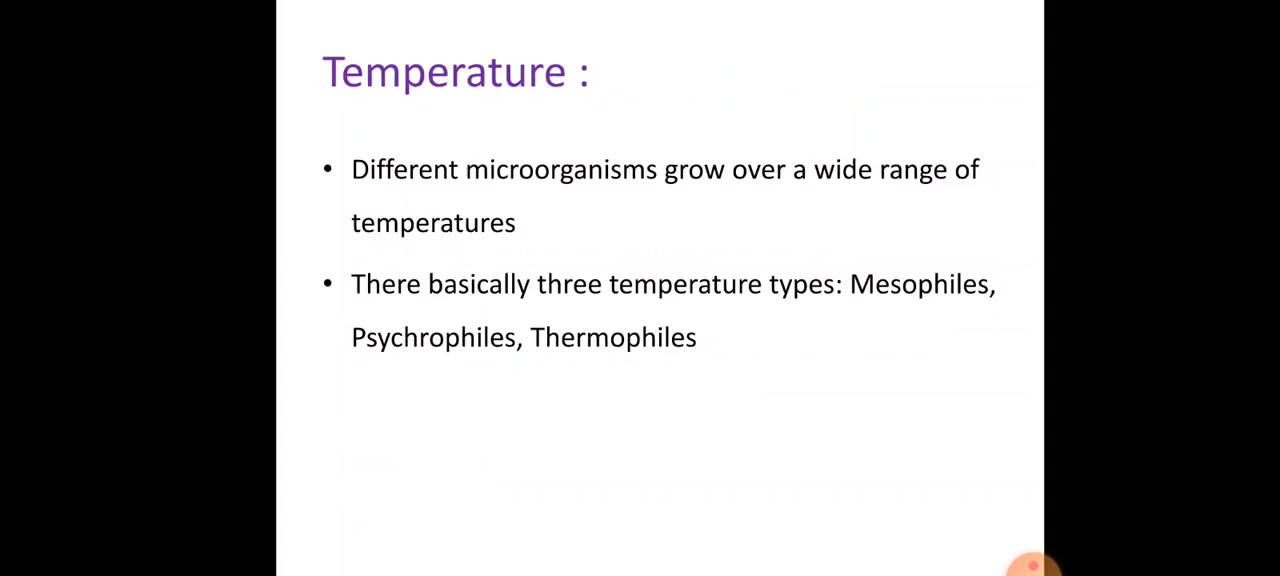 Temperature :
• Different microorganisms grow over a wide range of
temperatures
• There basically three temperature types: Mesophiles,
Psychrophiles, Thermophiles